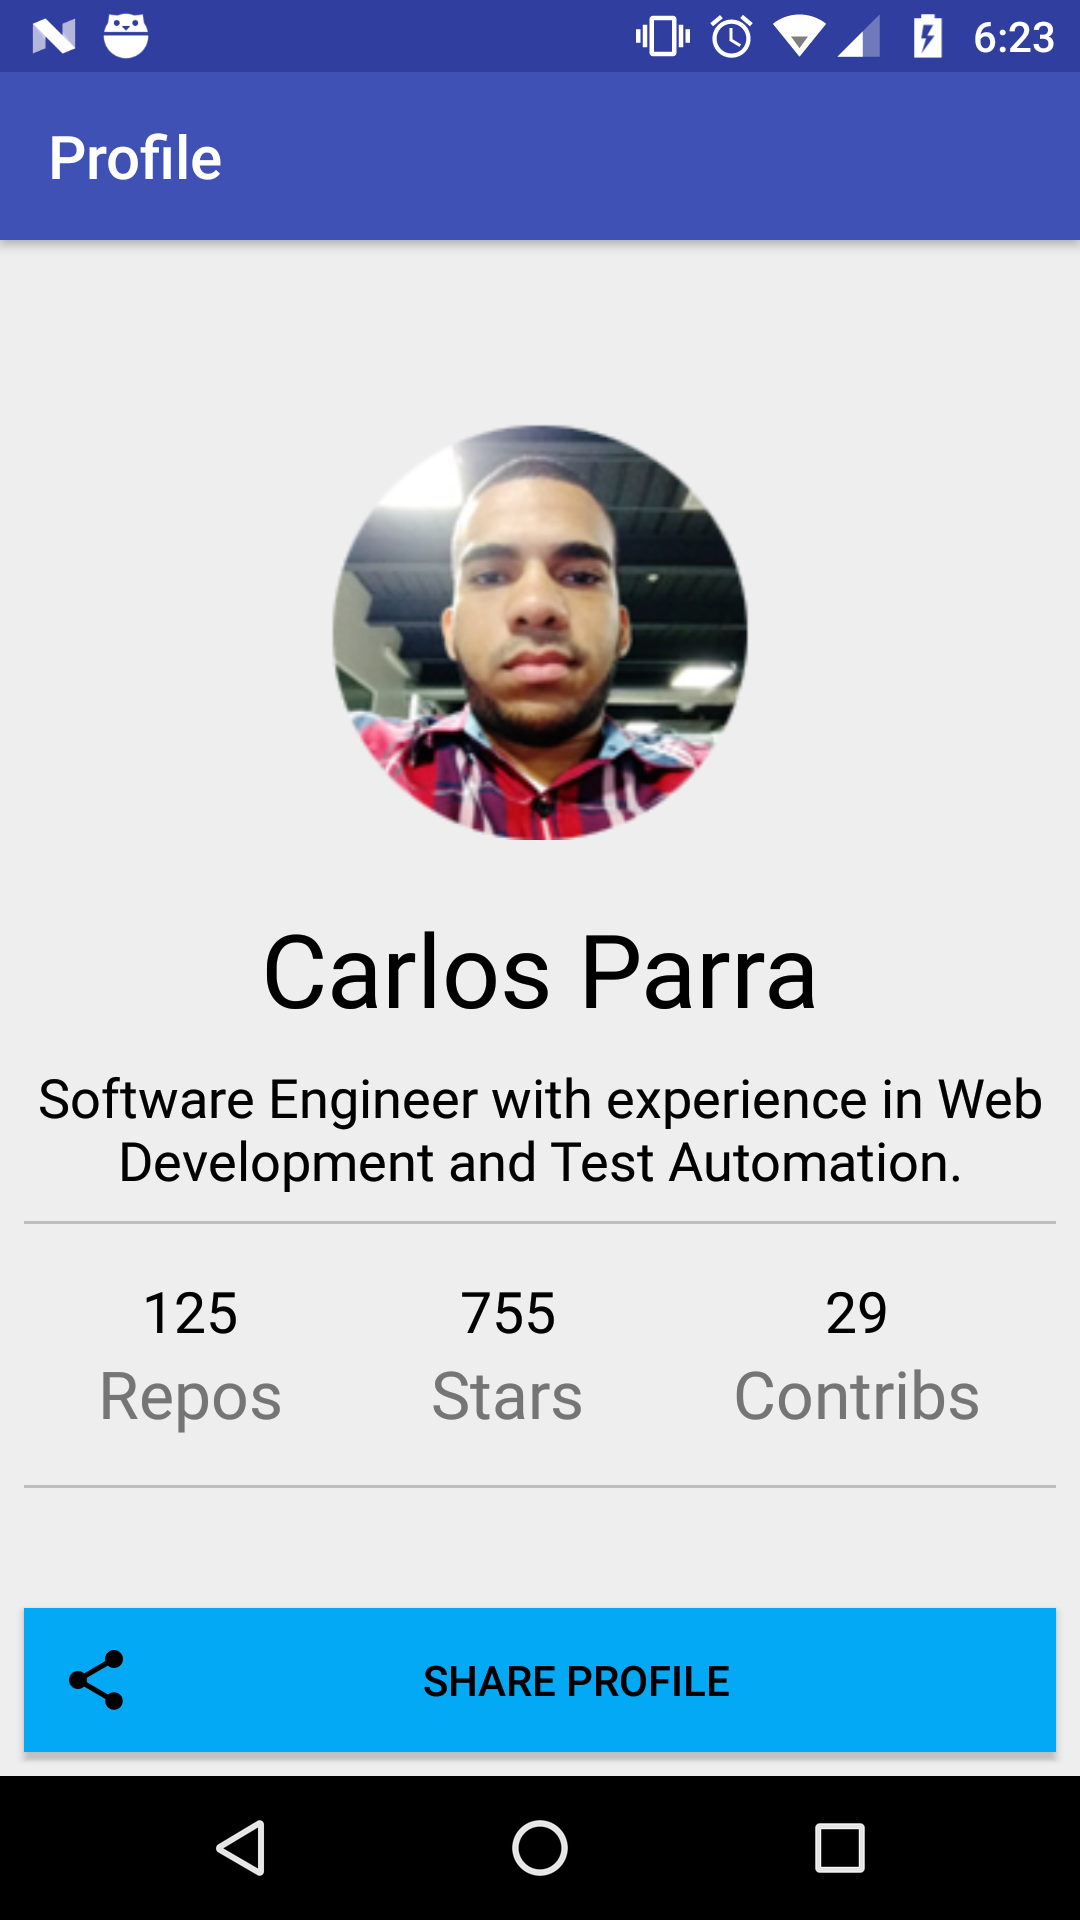 6:23
Profile
Carlos Parra
Software Engineer with experience in Web
Development and Test Automation.
125 755 29
Repos Stars Contribs
SHARE PROFILE